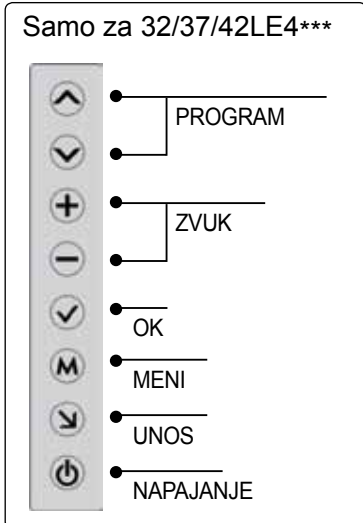 Samo za 32/37/42LE4***
PROGRAM
ZVUK
OK
M
MENI
UNOS
NAPAJANJE